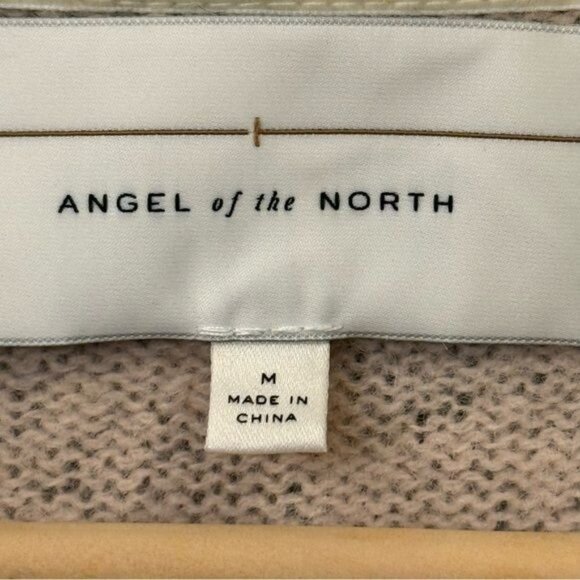 ANGEL of the NORTH
M
MADE IN
CHINA